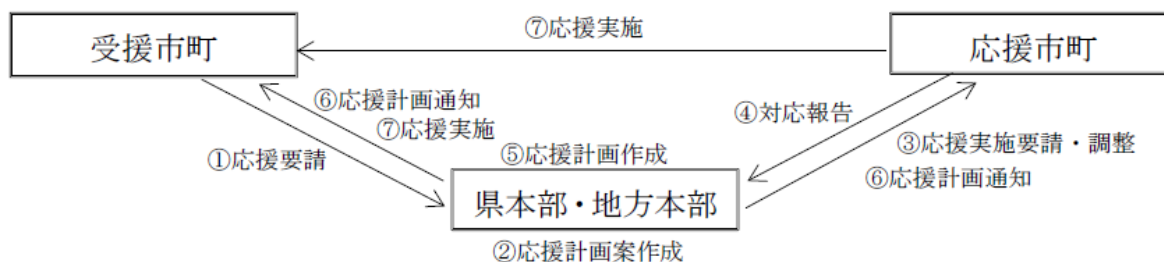 ⑦応援実施
受援市町
応援市町
⑥応援計画通知
⑦応援実施
④対応報告
①応援要請
⑤応援計画作成
③応援実施要請・調整
⑥応援計画通知
県本部・地方本部
②応援計画案作成